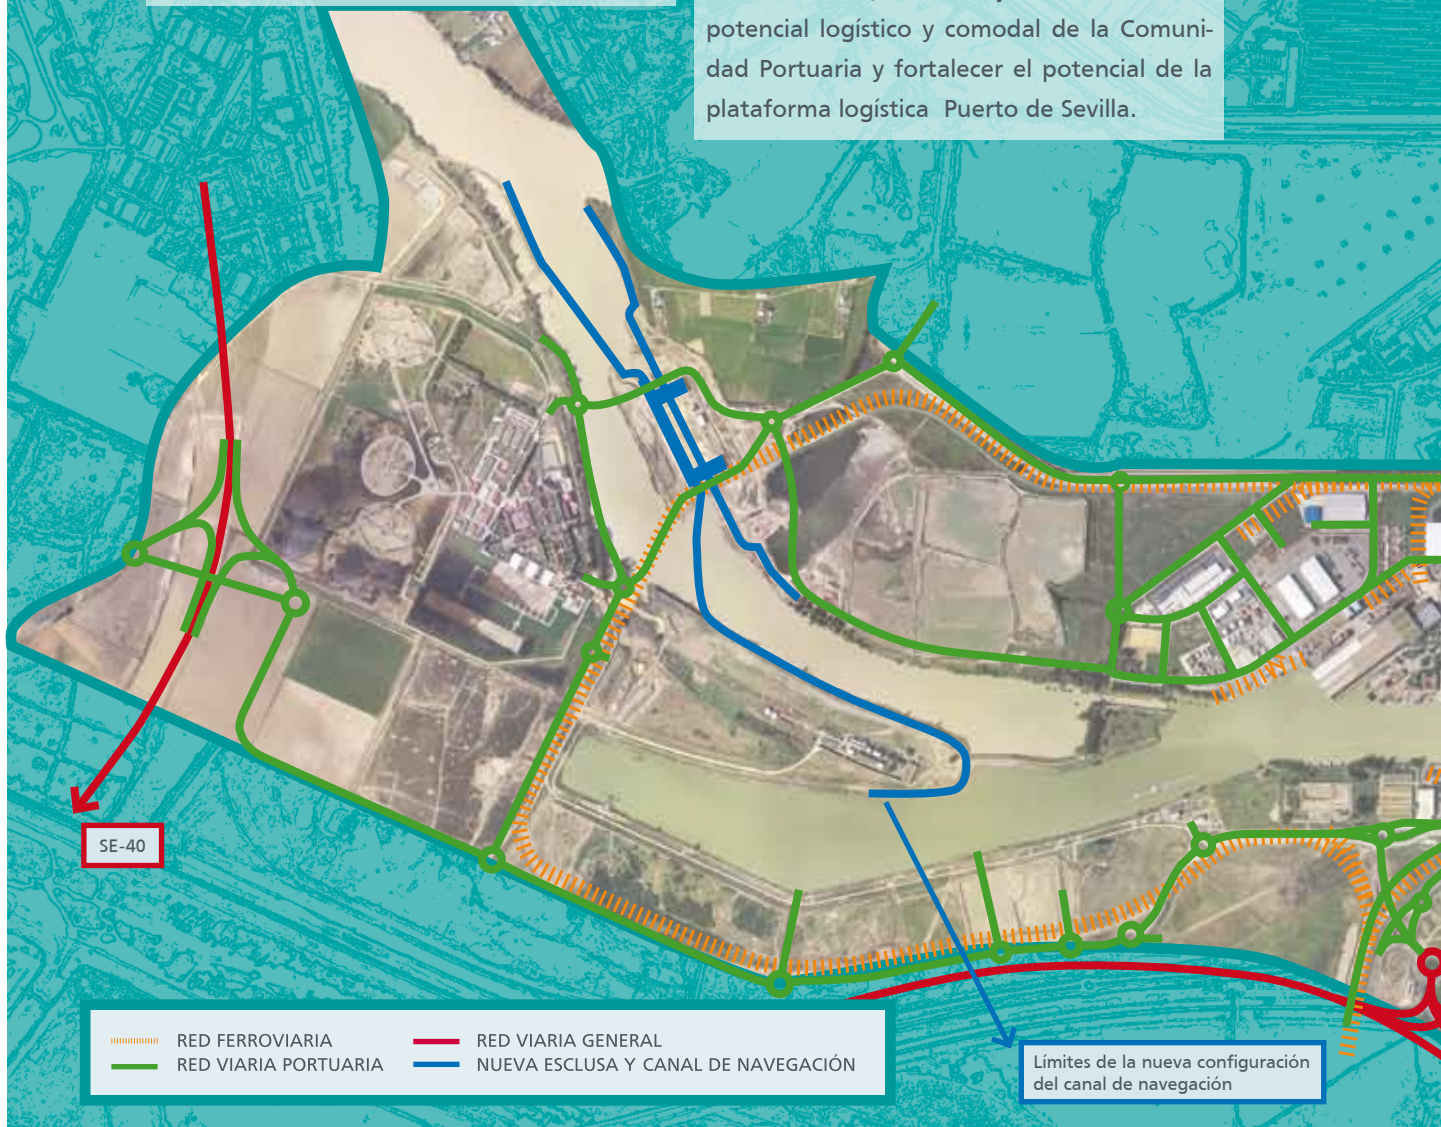 potencial logístico y comodal de la Comuni-
dad Portuaria y fortalecer el potencial de la
plataforma logística Puerto de Sevilla.
SE-40
RED FERROVIARIA
RED VIARIA PORTUARIA
RED VIARIA GENERAL
NUEVA ESCLUSA Y CANAL DE NAVEGACIÓN
Límites de la nueva configuración
del canal de navegación